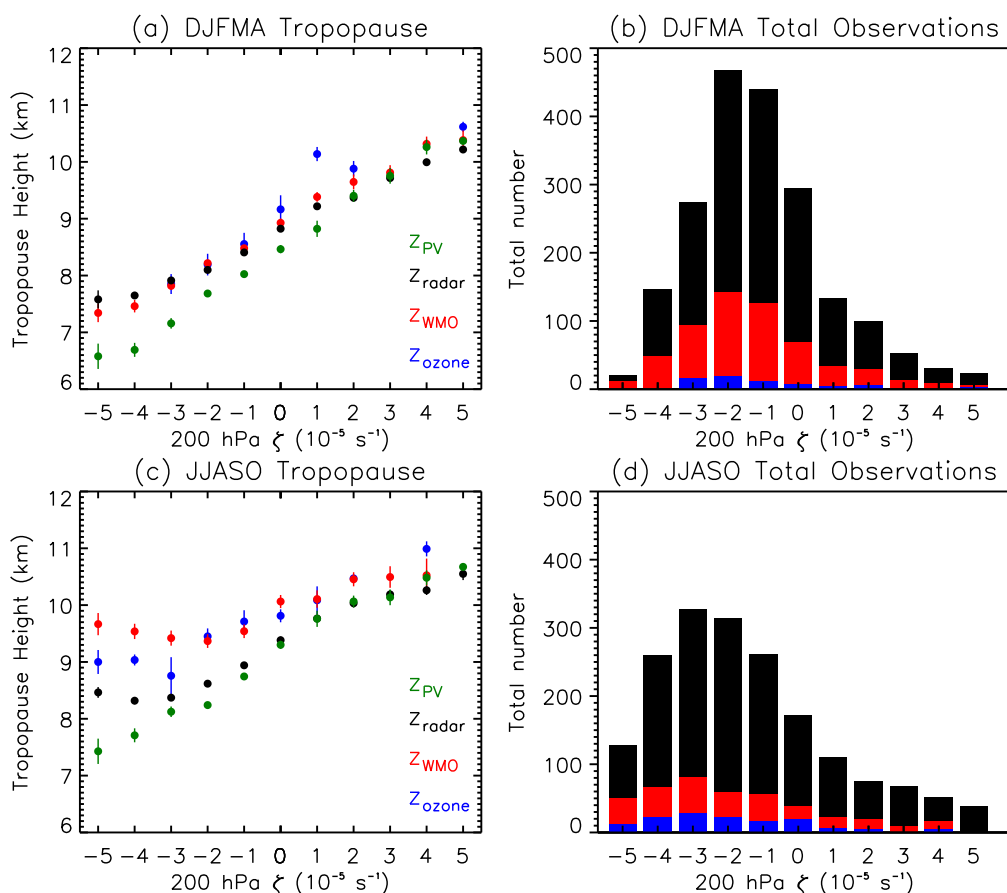 (a) DJFMA Tropopause
12
11
10
9
8
7
6
Tropopause Height (km)
Z_PV
Z_radar
Z_WMO
Z_ozone
−5 −4 −3 −2 −1 0 1 2 3 4 5
200 hPa ζ (10⁻⁵ s⁻¹)
(b) DJFMA Total Observations
500
400
300
200
100
0
Total number
−5 −4 −3 −2 −1 0 1 2 3 4 5
200 hPa ζ (10⁻⁵ s⁻¹)
(c) JJASO Tropopause
12
11
10
9
8
7
6
Tropopause Height (km)
Z_PV
Z_radar
Z_WMO
Z_ozone
−5 −4 −3 −2 −1 0 1 2 3 4 5
200 hPa ζ (10⁻⁵ s⁻¹)
(d) JJASO Total Observations
500
400
300
200
100
0
Total number
−5 −4 −3 −2 −1 0 1 2 3 4 5
200 hPa ζ (10⁻⁵ s⁻¹)